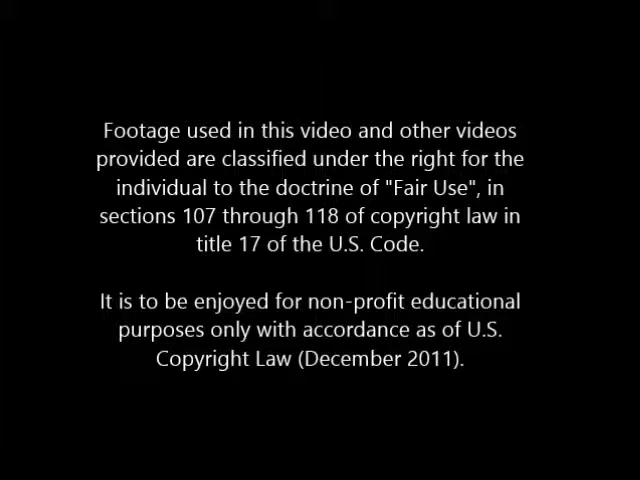 Footage used in this video and other videos
provided are classified under the right for the
individual to the doctrine of "Fair Use", in
sections 107 through 118 of copyright law in
title 17 of the U.S. Code.
It is to be enjoyed for non-profit educational
purposes only with accordance as of U.S.
Copyright Law (December 2011).